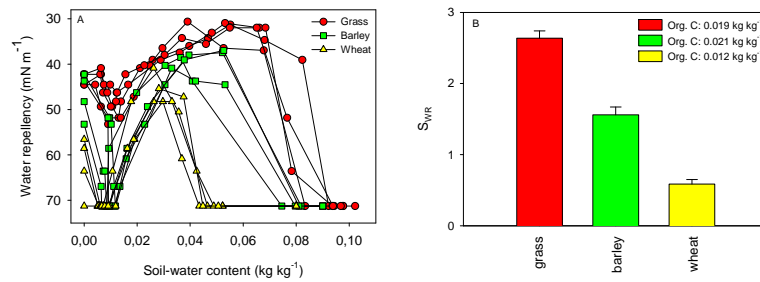 A
Grass
Barley
Wheat
30
40
50
60
70
Water repellency (mN m⁻¹)
0,00
0,02
0,04
0,06
0,08
0,10
Soil-water content (kg kg⁻¹)
B
Org. C: 0.019 kg kg⁻
Org. C: 0.021 kg kg⁻
Org. C: 0.012 kg kg⁻
3
2
1
0
S_WR
grass
barley
wheat